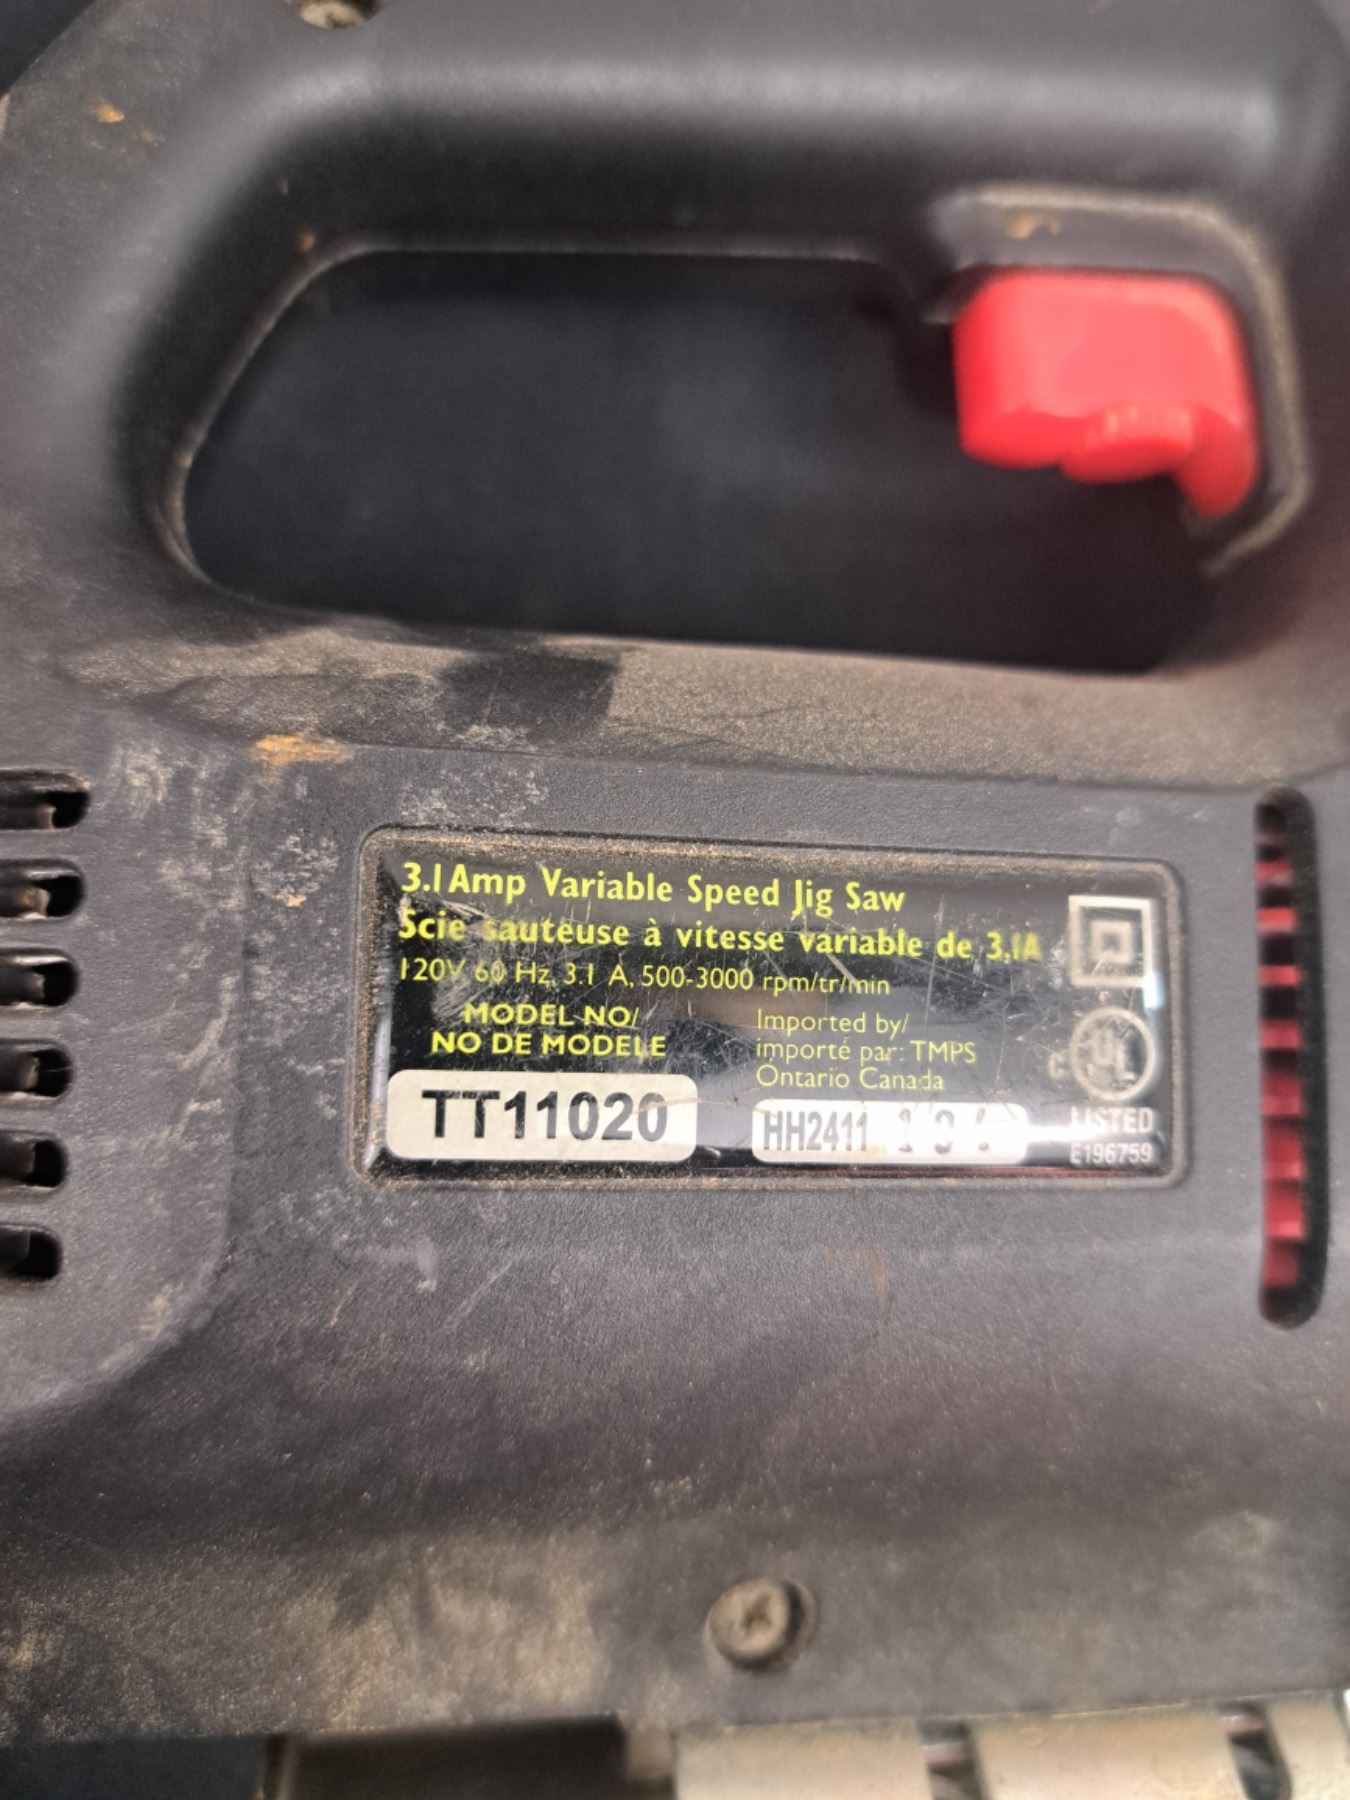 3.1 Amp Variable Speed Jig Saw
Scie sauteuse à vitesse variable de 3.1A
120V, 60 Hz, 3.1 A, 500-3000 rpm/tr/min
MODEL NO/
NO DE MODELE
TT11020
Imported by/
importé par: TMPS
Ontario Canada
HH2411
C UL
LISTED
E196759